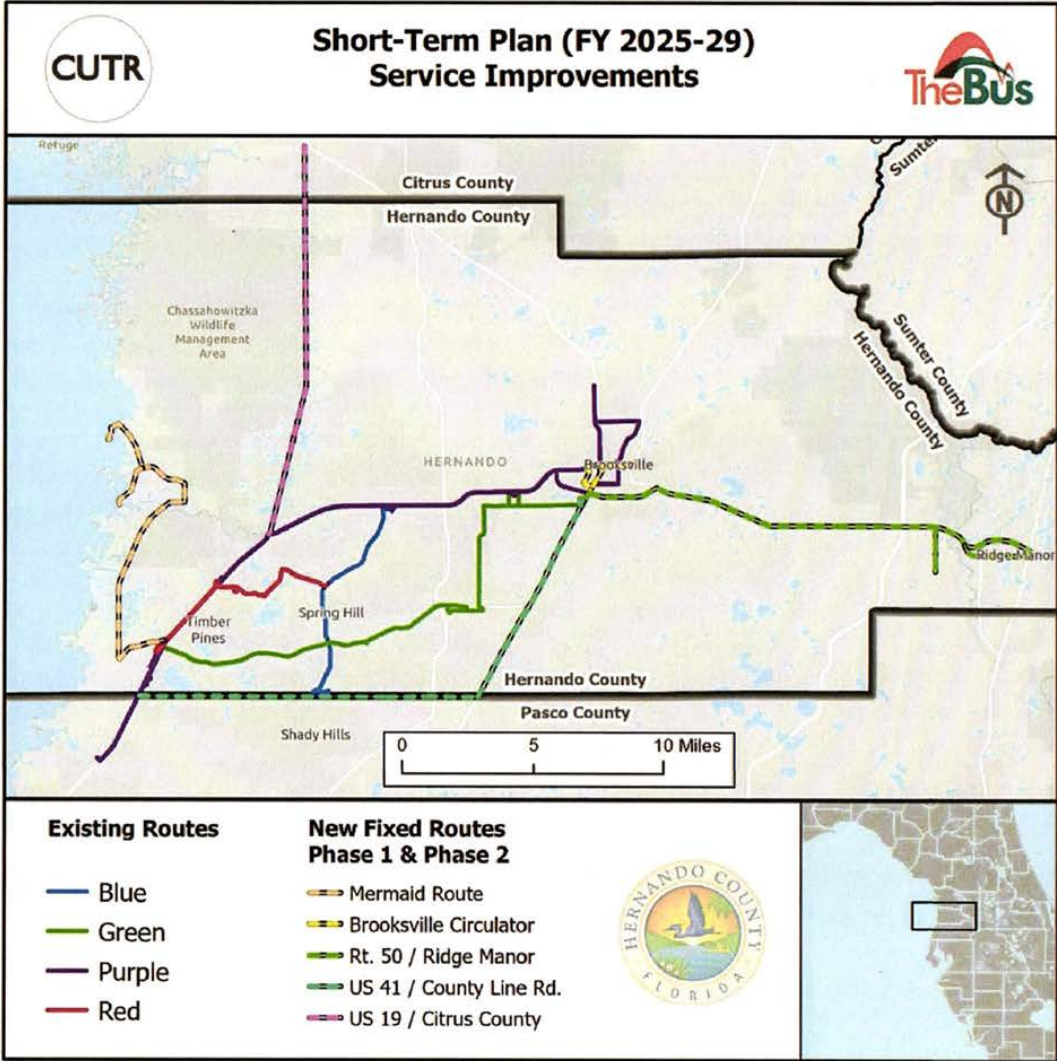 CUTR
Short-Term Plan (FY 2025-29)
Service Improvements
TheBus
Refuge
Citrus County
Hernando County
Sumter
N
Chassahowitzka
Wildlife
Management
Area
Sumter County
Hernando County
HERNANDO
Brooksville
Ridge Manor
Spring Hill
Timber
Pines
Hernando County
Pasco County
Shady Hills
0 5 10 Miles
Existing Routes
Blue
Green
Purple
Red
New Fixed Routes
Phase 1 & Phase 2
Mermaid Route
Brooksville Circulator
Rt. 50 / Ridge Manor
US 41 / County Line Rd.
US 19 / Citrus County
HERNANDO COUNTY
FLORIDA